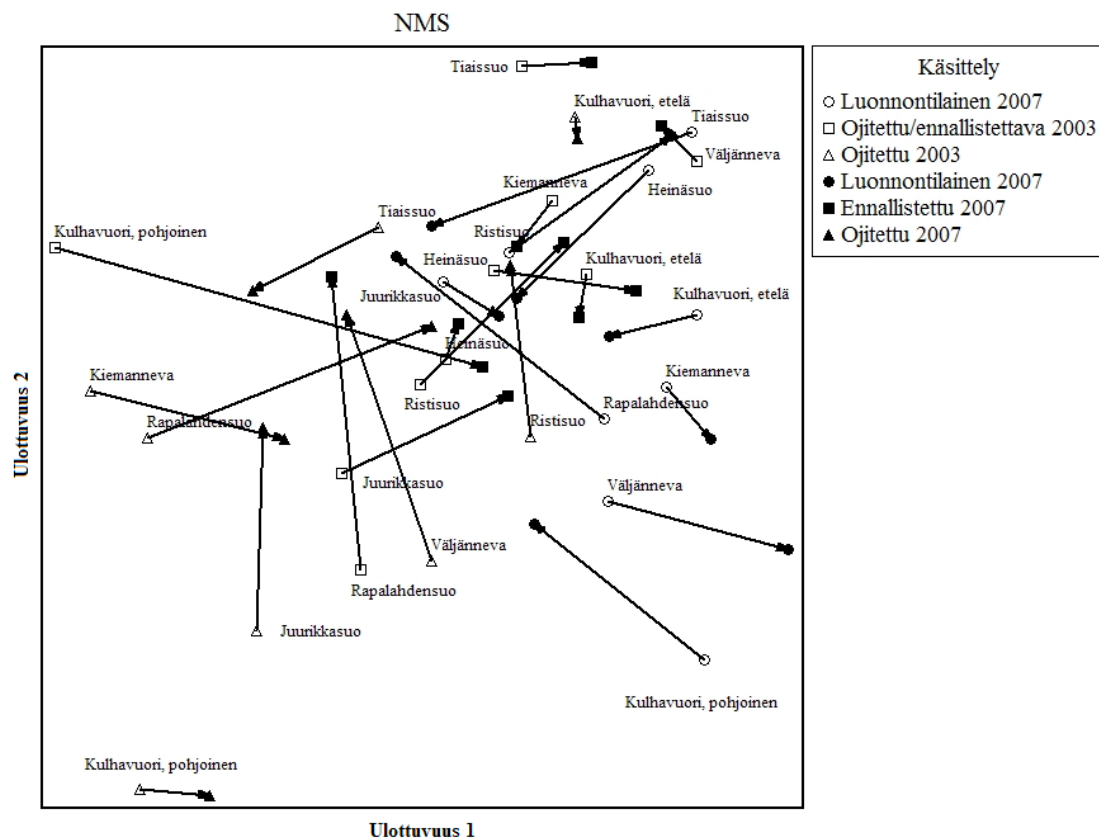 NMS
Tiaissuo
Kulhavuori, etelä
Tiaissuo
Väljänneva
Heinäsuo
Kiemanneva
Tiaissuo
Ristisuo
Kulhavuori, pohjoinen
Heinäsuo
Kulhavuori, etelä
Juurikkasuo
Kulhavuori, etelä
Heinäsuo
Kiemanneva
Kiemanneva
Ristisuo
Rapalahdensuo
Rapalahdensuo
Ristisuo
Juurikkasuo
Väljänneva
Väljänneva
Rapalahdensuo
Juurikkasuo
Kulhavuori, pohjoinen
Kulhavuori, pohjoinen
Ulottuvuus 2
Ulottuvuus 1
Käsittely
Luonnontilainen 2007
Ojitettu/ennallistettava 2003
Ojitettu 2003
Luonnontilainen 2007
Ennallistettu 2007
Ojitettu 2007